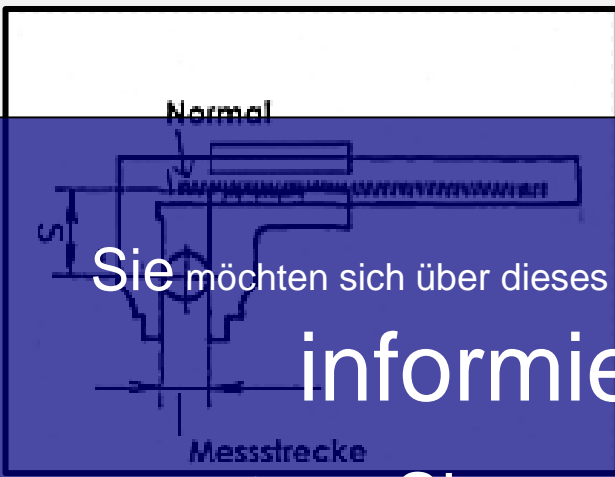 Normal
S
Sie möchten sich über dieses
informie
Messstrecke